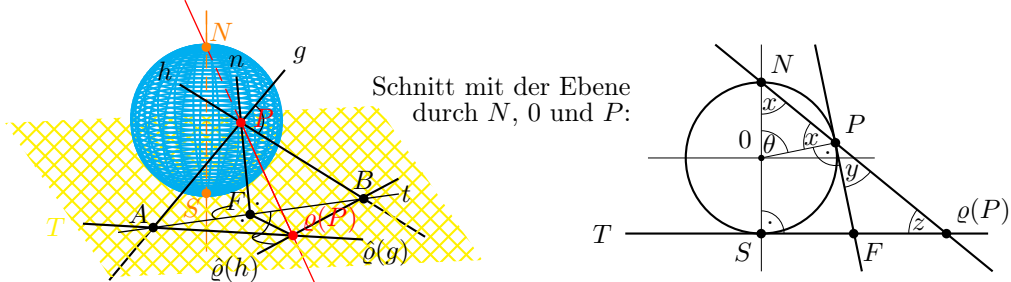 N
g
n
h
P
B
t
F
S
A
ϱ(P)
T
ϱ̂(g)
ϱ̂(h)
Schnitt mit der Ebene
durch N, 0 und P:
N
x
P
0
θ
x
y
ϱ(P)
z
T
S
F